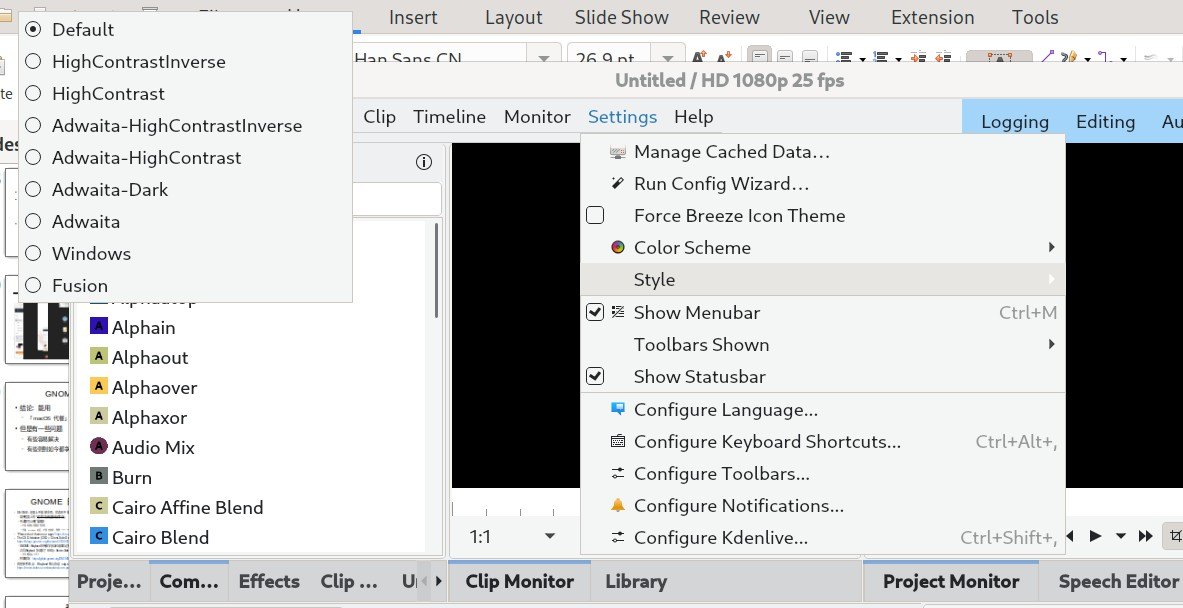 Insert Layout Slide Show Review View Extension Tools
Han Sans CN 26.9 pt
Untitled / HD 1080p 25 fps
Clip Timeline Monitor Settings Help
Logging Editing Au
Default
HighContrastInverse
HighContrast
Adwaita-HighContrastInverse
Adwaita-HighContrast
Adwaita-Dark
Adwaita
Windows
Fusion
Alphain
Alphaout
Alphaover
Alphaxor
Audio Mix
Burn
Cairo Affine Blend
Cairo Blend
Manage Cached Data...
Run Config Wizard...
Force Breeze Icon Theme
Color Scheme
Style
Show Menubar Ctrl+M
Toolbars Shown
Show Statusbar
Configure Language...
Configure Keyboard Shortcuts... Ctrl+Alt+,
Configure Toolbars...
Configure Notifications...
Configure Kdenlive... Ctrl+Shift+,
GNOM
GNOME
1:1
Proje... Com... Effects Clip ...
Clip Monitor Library
Project Monitor Speech Editor